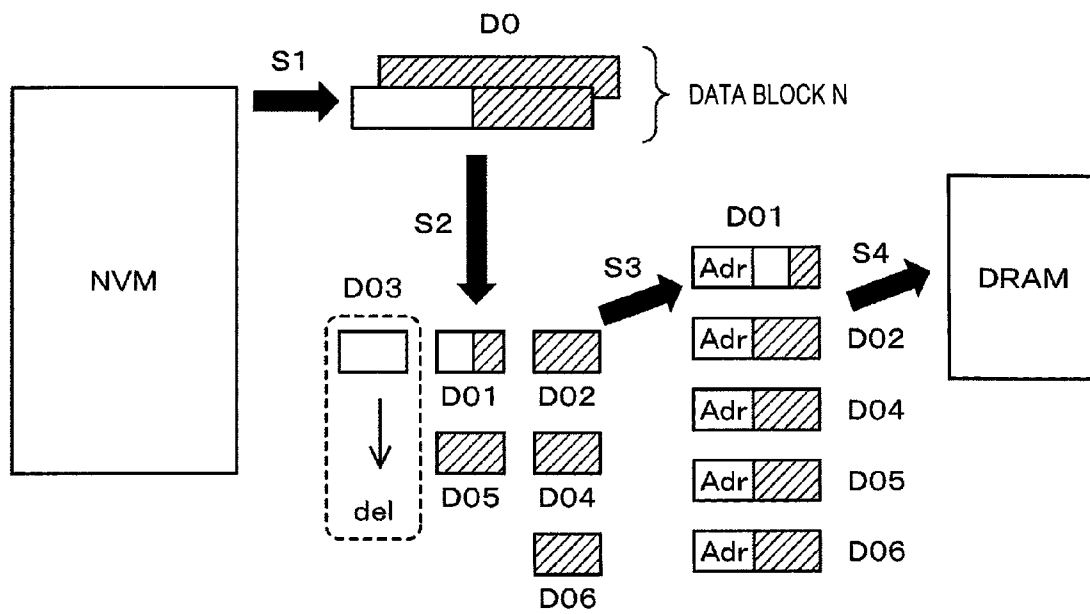 D0
S1
DATA BLOCK N
NVM
S2
D03
D01
D02
D05
D04
del
D06
S3
D01
Adr
S4
Adr
D02
Adr
D04
Adr
D05
Adr
D06
DRAM